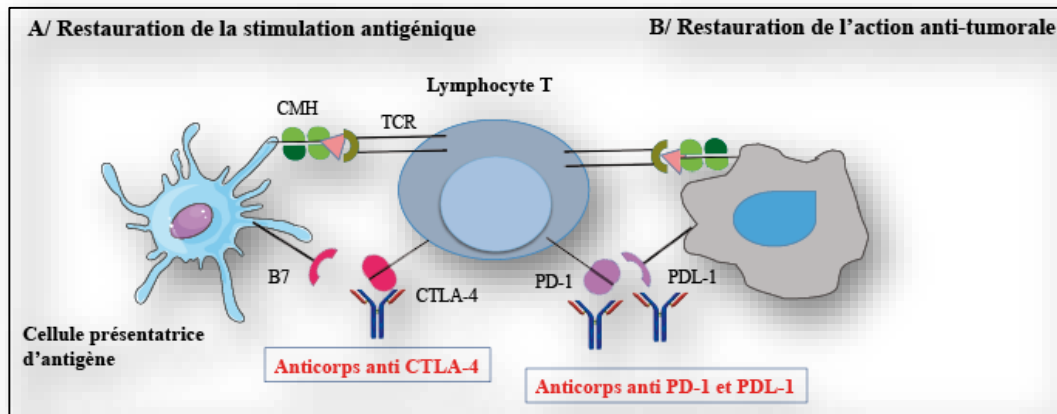 A/ Restauration de la stimulation antigénique
B/ Restauration de l’action anti-tumorale
Lymphocyte T
CMH
TCR
B7
CTLA-4
PD-1
PDL-1
Cellule présentatrice
d’antigène
Anticorps anti CTLA-4
Anticorps anti PD-1 et PDL-1